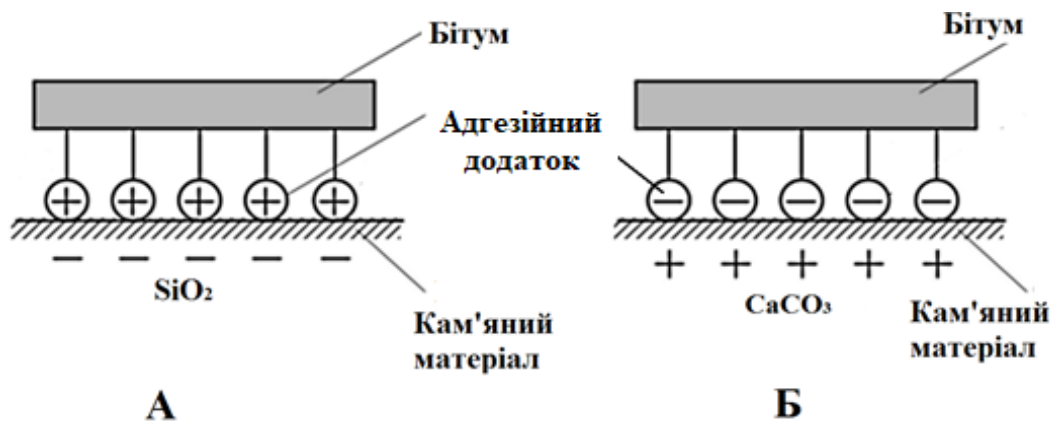 Бітум
Адгезійний
додаток
Бітум
+ + + + +
− − − − −
− − − − −
SiO₂
+ + + + +
CaCO₃
Кам'яний
матеріал
Кам'яний
матеріал
А
Б